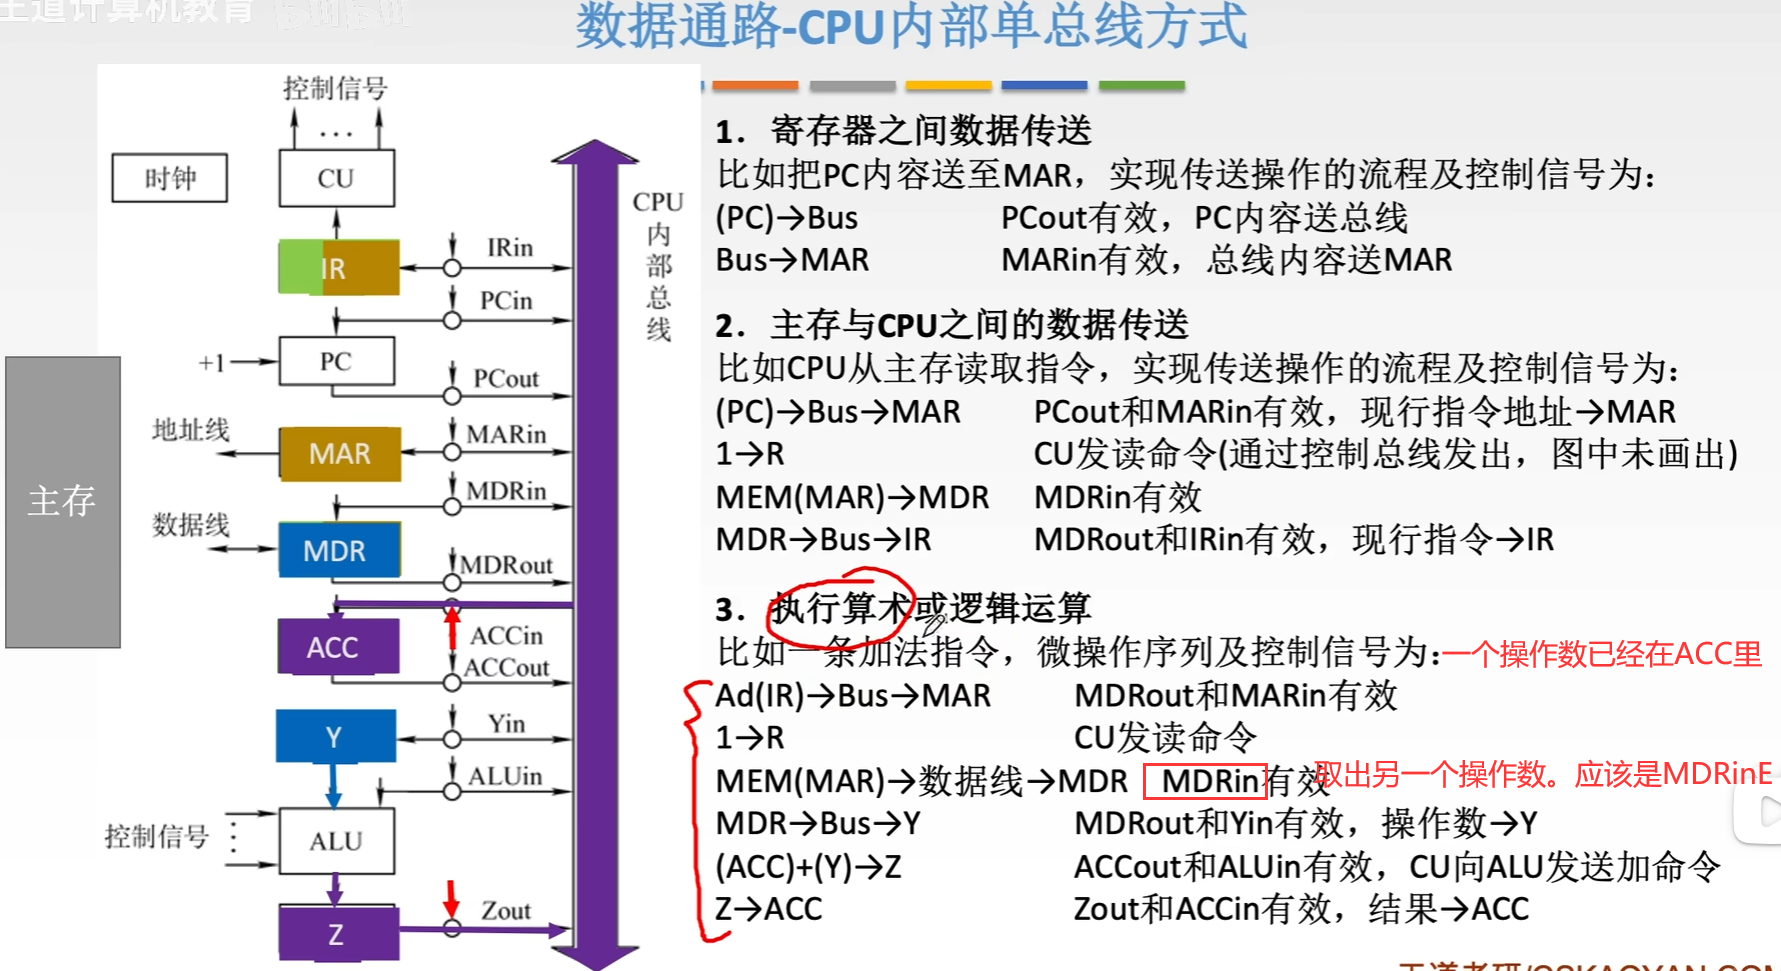 王道计算机教育
数据通路-CPU内部单总线方式
控制信号
...
时钟
CU
CPU内部总线
IR
IRin
PCin
+1
PC
PCout
地址线
MAR
MARin
主存
MDRin
数据线
MDR
MDRout
ACC
ACCin
ACCout
Y
Yin
ALUin
控制信号
ALU
Z
Zout
1．寄存器之间数据传送
比如把PC内容送至MAR，实现传送操作的流程及控制信号为：
(PC)→Bus PCout有效，PC内容送总线
Bus→MAR MARin有效，总线内容送MAR
2．主存与CPU之间的数据传送
比如CPU从主存读取指令，实现传送操作的流程及控制信号为：
(PC)→Bus→MAR PCout和MARin有效，现行指令地址→MAR
1→R CU发读命令(通过控制总线发出，图中未画出)
MEM(MAR)→MDR MDRin有效
MDR→Bus→IR MDRout和IRin有效，现行指令→IR
3．执行算术或逻辑运算
比如一条加法指令，微操作序列及控制信号为：一个操作数已经在ACC里
Ad(IR)→Bus→MAR MDRout和MARin有效
1→R CU发读命令
MEM(MAR)→数据线→MDR MDRin有效 取出另一个操作数。应该是MDRinE
MDR→Bus→Y MDRout和Yin有效，操作数→Y
(ACC)+(Y)→Z ACCout和ALUin有效，CU向ALU发送加命令
Z→ACC Zout和ACCin有效，结果→ACC